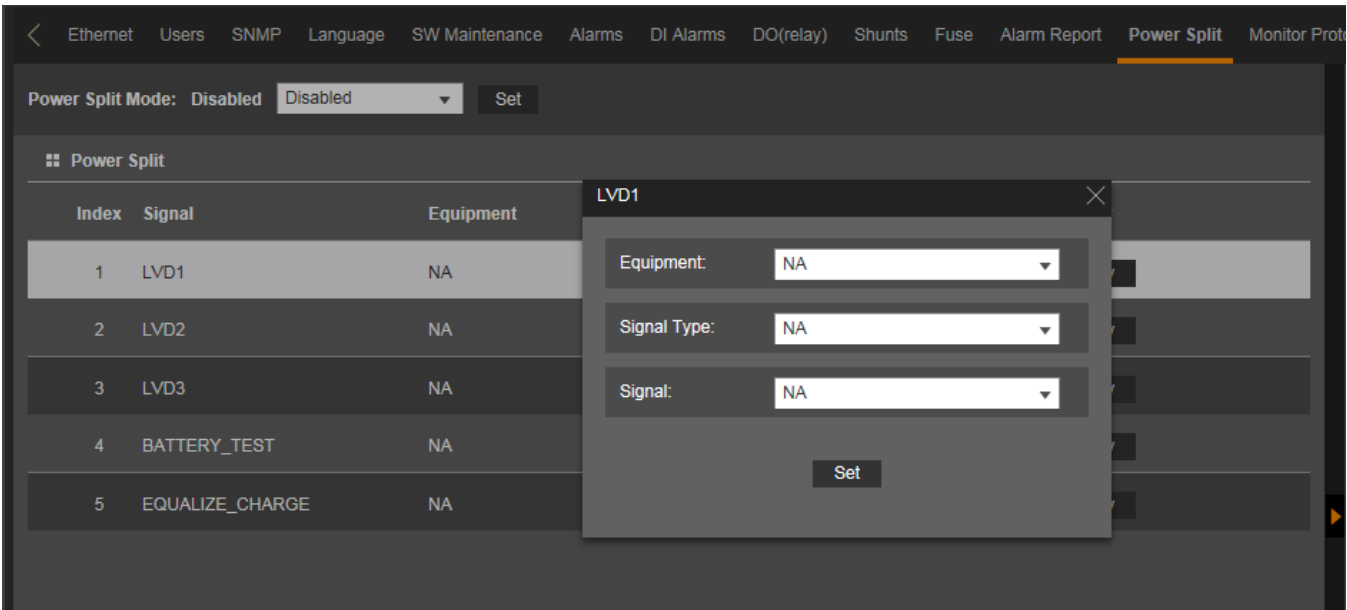 Ethernet Users SNMP Language SW Maintenance Alarms DI Alarms DO(relay) Shunts Fuse Alarm Report Power Split Monitor
Power Split Mode: Disabled Disabled Set
Power Split
Index Signal Equipment
1 LVD1 NA
2 LVD2 NA
3 LVD3 NA
4 BATTERY_TEST NA
5 EQUALIZE_CHARGE NA
LVD1
Equipment: NA
Signal Type: NA
Signal: NA
Set